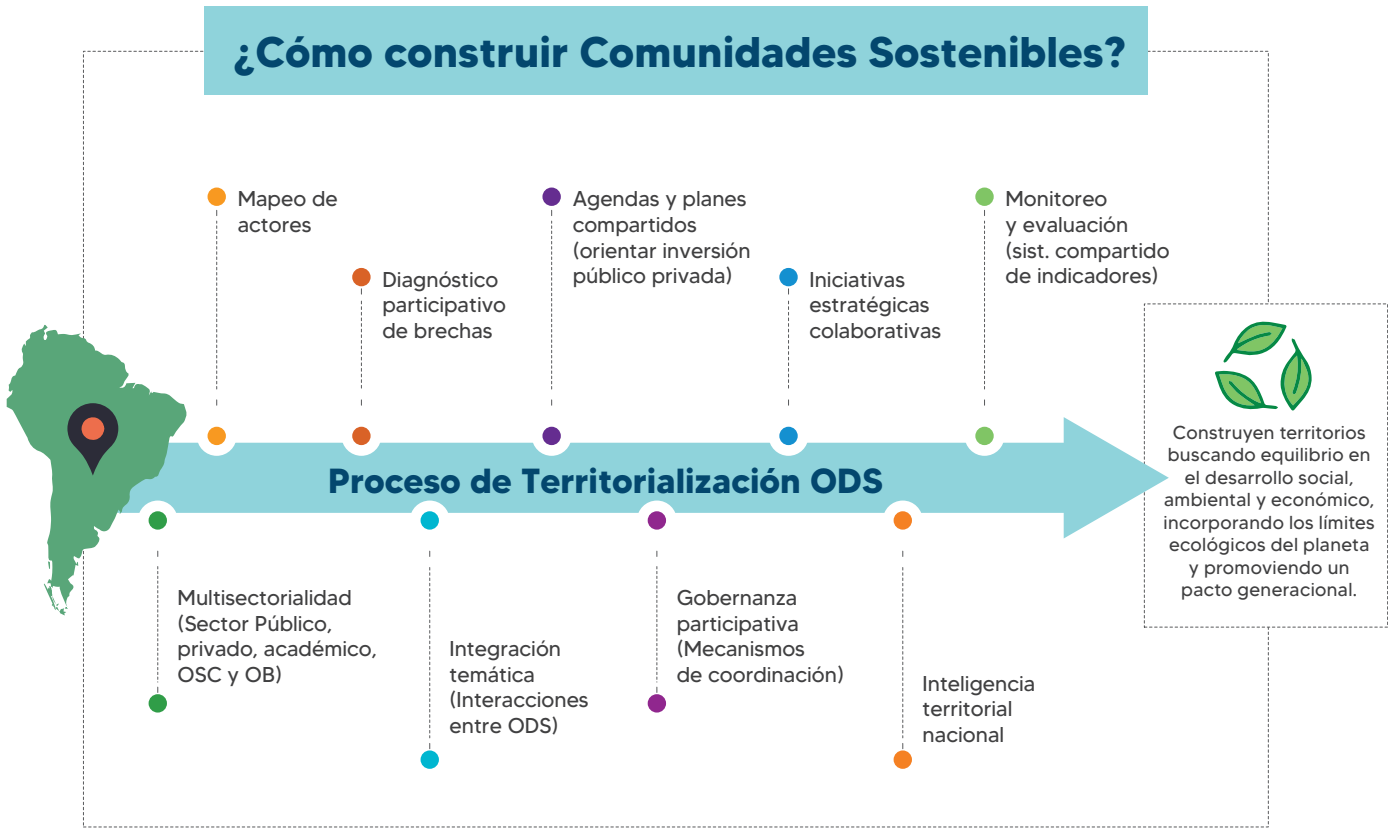 ¿Cómo construir Comunidades Sostenibles?
Mapeo de
actores
Diagnóstico
participativo
de brechas
Agendas y planes
compartidos
(orientar inversión
público privada)
Iniciativas
estratégicas
colaborativas
Monitoreo
y evaluación
(sist. compartido
de indicadores)
Proceso de Territorialización ODS
Construyen territorios
buscando equilibrio en
el desarrollo social,
ambiental y económico,
incorporando los límites
ecológicos del planeta
y promoviendo un
pacto generacional.
Multisectorialidad
(Sector Público,
privado, académico,
OSC y OB)
Integración
temática
(Interacciones
entre ODS)
Gobernanza
participativa
(Mecanismos
de coordinación)
Inteligencia
territorial
nacional